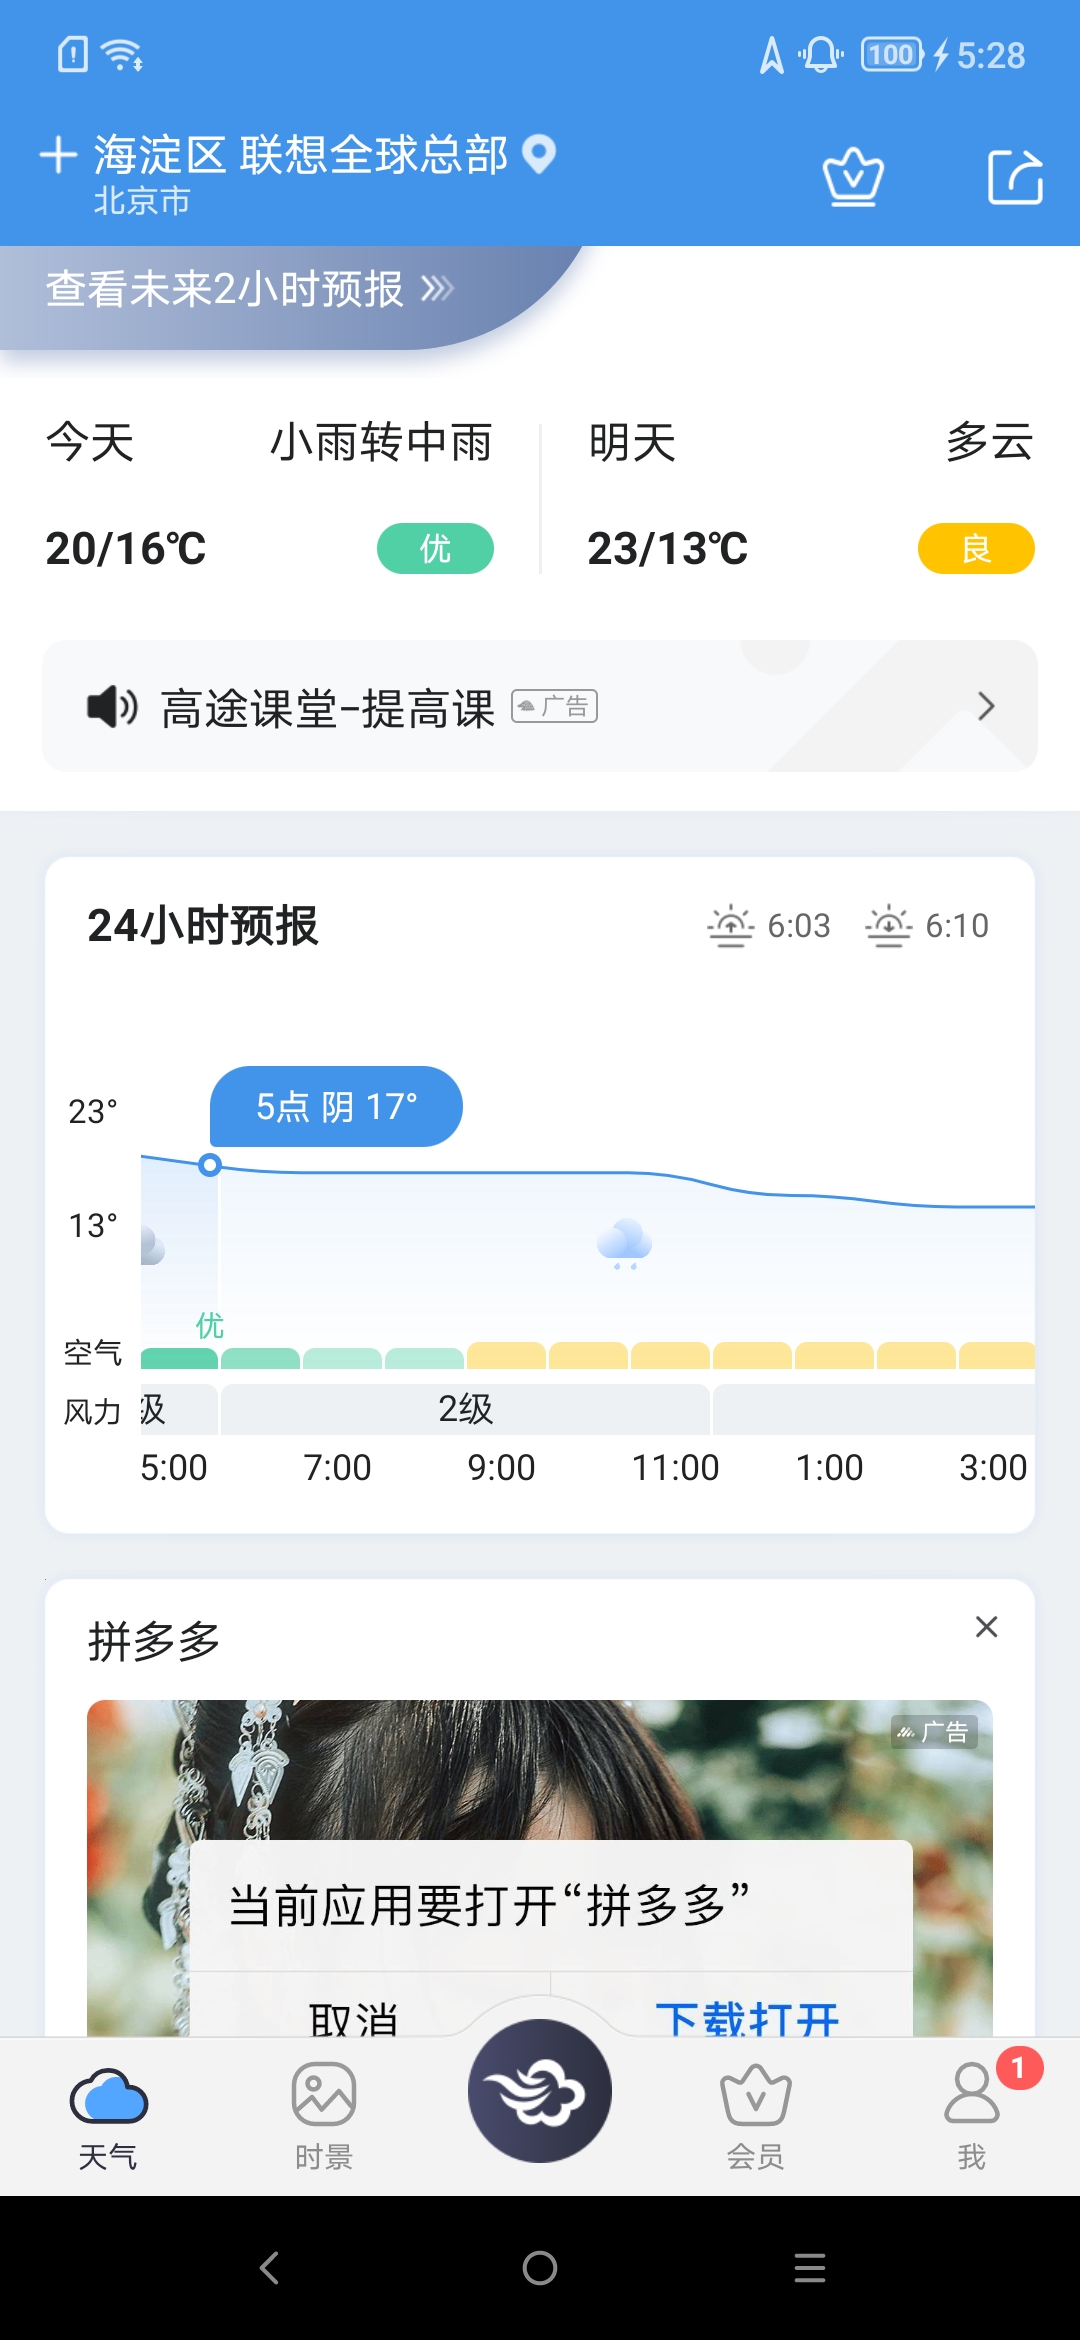 100 5:28
海淀区 联想全球总部
北京市
查看未来2小时预报
今天 小雨转中雨 明天 多云
20/16℃ 优 23/13℃ 良
高途课堂-提高课 广告
24小时预报 6:03 6:10
23°
5点 阴 17°
13°
优
空气
风力 级 2级
5:00 7:00 9:00 11:00 1:00 3:00
拼多多
广告
当前应用要打开“拼多多”
取消 下载打开
天气 时景 会员 我 1